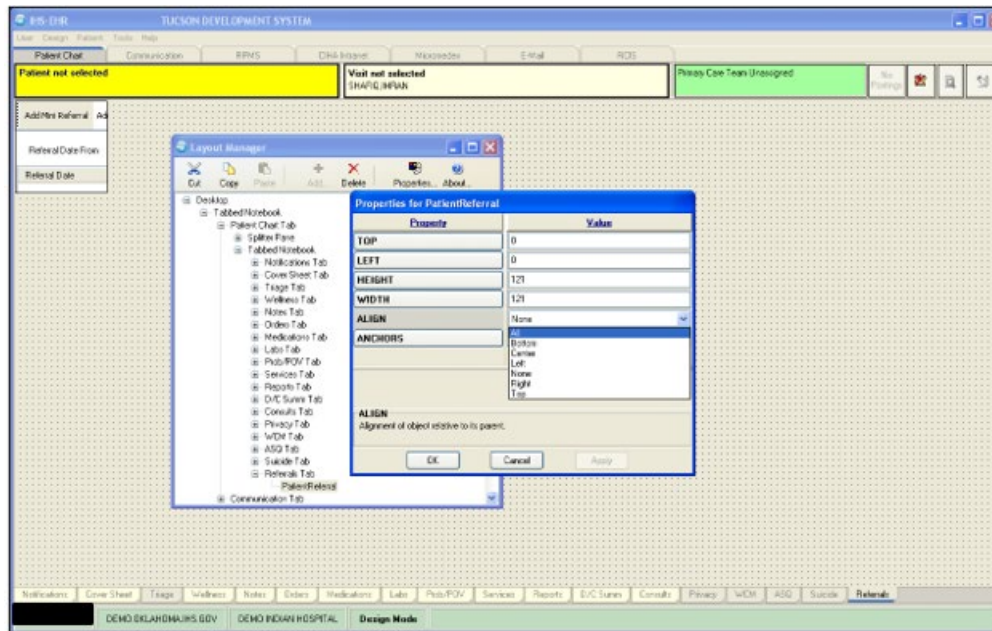 IHS-EHR TUCSON DEVELOPMENT SYSTEM
User Design Patient Tools Help
Patient Chart Communication RPMS CIHA Intranet Micromedex E-Mail RCIS
Patient not selected
Visit not selected
SHAFIQ,IMRAN
Primary Care Team Unassigned
No Postings
Add Mini Referral Ad
Referral Date From
Referral Date
Layout Manager
Cut Copy Paste Add Delete Properties... About...
Desktop
Tabbed Notebook
Patient Chart Tab
Splitter Pane
Tabbed Notebook
Notifications Tab
Cover Sheet Tab
Triage Tab
Wellness Tab
Notes Tab
Orders Tab
Medications Tab
Labs Tab
Prob/POV Tab
Services Tab
Reports Tab
D/C Summ Tab
Consults Tab
Privacy Tab
WCM Tab
ASQ Tab
Suicide Tab
Referrals Tab
PatientReferral
Communication Tab
Properties for PatientReferral
Property Value
TOP 0
LEFT 0
HEIGHT 121
WIDTH 121
ALIGN None
ANCHORS
All
Bottom
Center
Left
None
Right
Top
ALIGN
Alignment of object relative to its parent.
OK Cancel Apply
Notifications Cover Sheet Triage Wellness Notes Orders Medications Labs Prob/POV Services Reports D/C Summ Consults Privacy WCM ASQ Suicide Referrals
DEMO.OKLAHOMA.IHS.GOV DEMO INDIAN HOSPITAL Design Mode